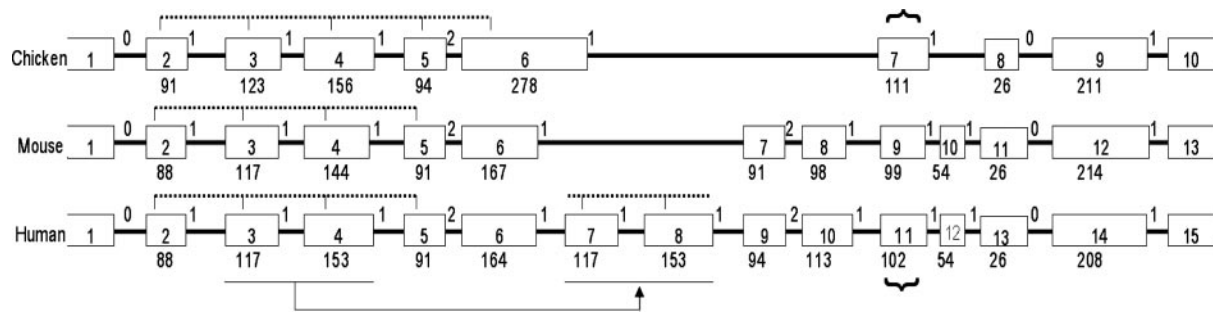 0 1 1 1 2 1 1 0 1
Chicken 1 2 3 4 5 6 7 8 9 10
91 123 156 94 278 111 26 211
0 1 1 1 2 1 2 1 1 1 0 1
Mouse 1 2 3 4 5 6 7 8 9 10 11 12 13
88 117 144 91 167 91 98 99 54 26 214
0 1 1 1 2 1 1 1 2 1 1 1 0 1
Human 1 2 3 4 5 6 7 8 9 10 11 12 13 14 15
88 117 153 91 164 117 153 94 113 102 54 26 208